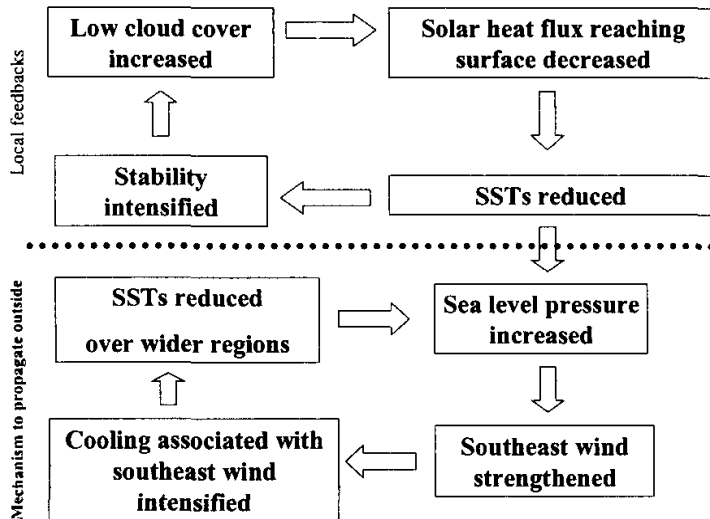 Local feedbacks
Low cloud cover
increased
Solar heat flux reaching
surface decreased
Stability
intensified
SSTs reduced
Mechanism to propagate outside
SSTs reduced
over wider regions
Sea level pressure
increased
Cooling associated with
southeast wind
intensified
Southeast wind
strengthened